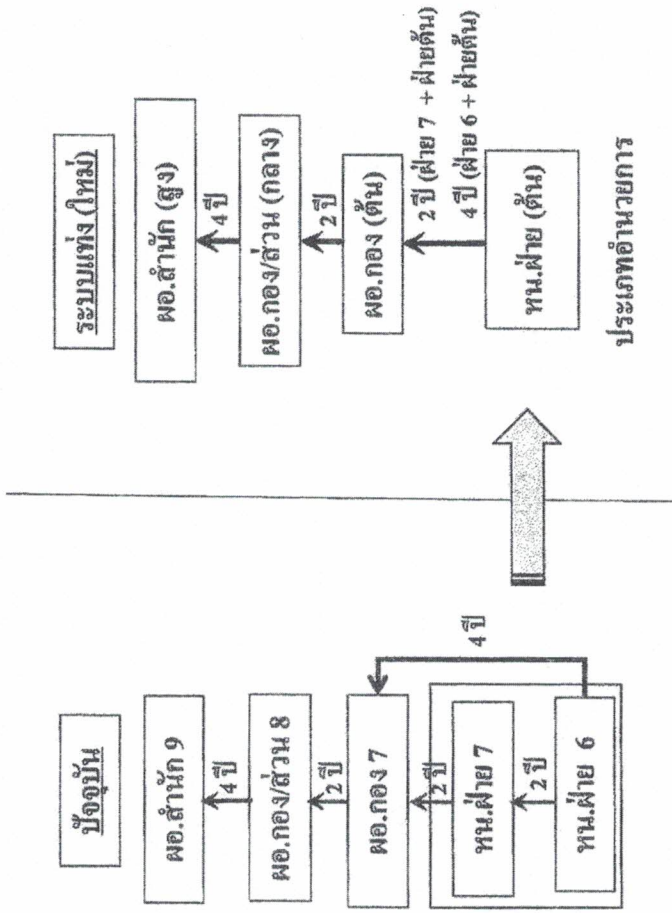 ปัจจุบัน
ผอ.สำนัก 9
4 ปี
ผอ.กอง/ส่วน 8
2 ปี
ผอ.กอง 7
2 ปี
4 ปี
หน.ฝ่าย 7
2 ปี
หน.ฝ่าย 6
ระบบแท่ง (ใหม่)
ผอ.สำนัก (สูง)
4 ปี
ผอ.กอง/ส่วน (กลาง)
2 ปี
ผอ.กอง (ต้น)
2 ปี (ฝ่าย 7 + ฝ่ายต้น)
4 ปี (ฝ่าย 6 + ฝ่ายต้น)
หน.ฝ่าย (ต้น)
ประเภทอำนวยการ